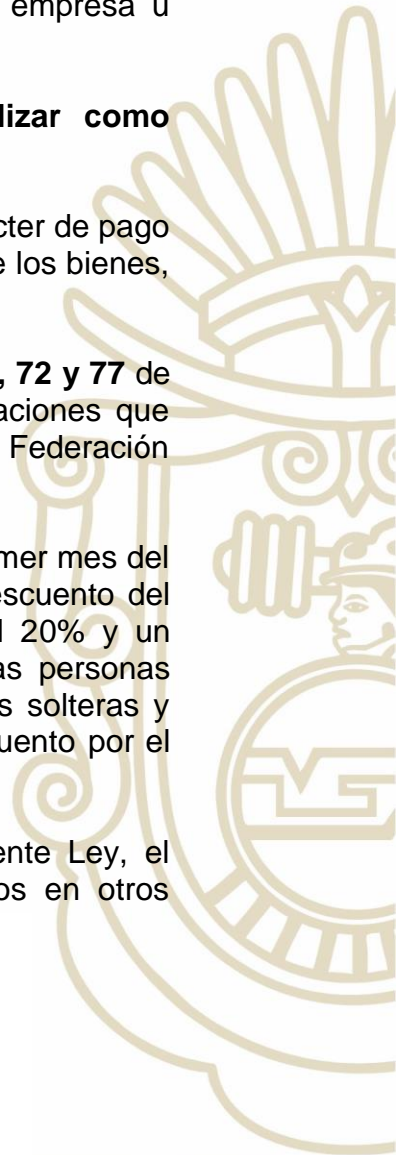 empresa u
lizar como
cter de pago
e los bienes,
, 72 y 77 de
aciones que
Federación
mer mes del
escuento del
l 20% y un
as personas
s solteras y
uento por el
ente Ley, el
os en otros